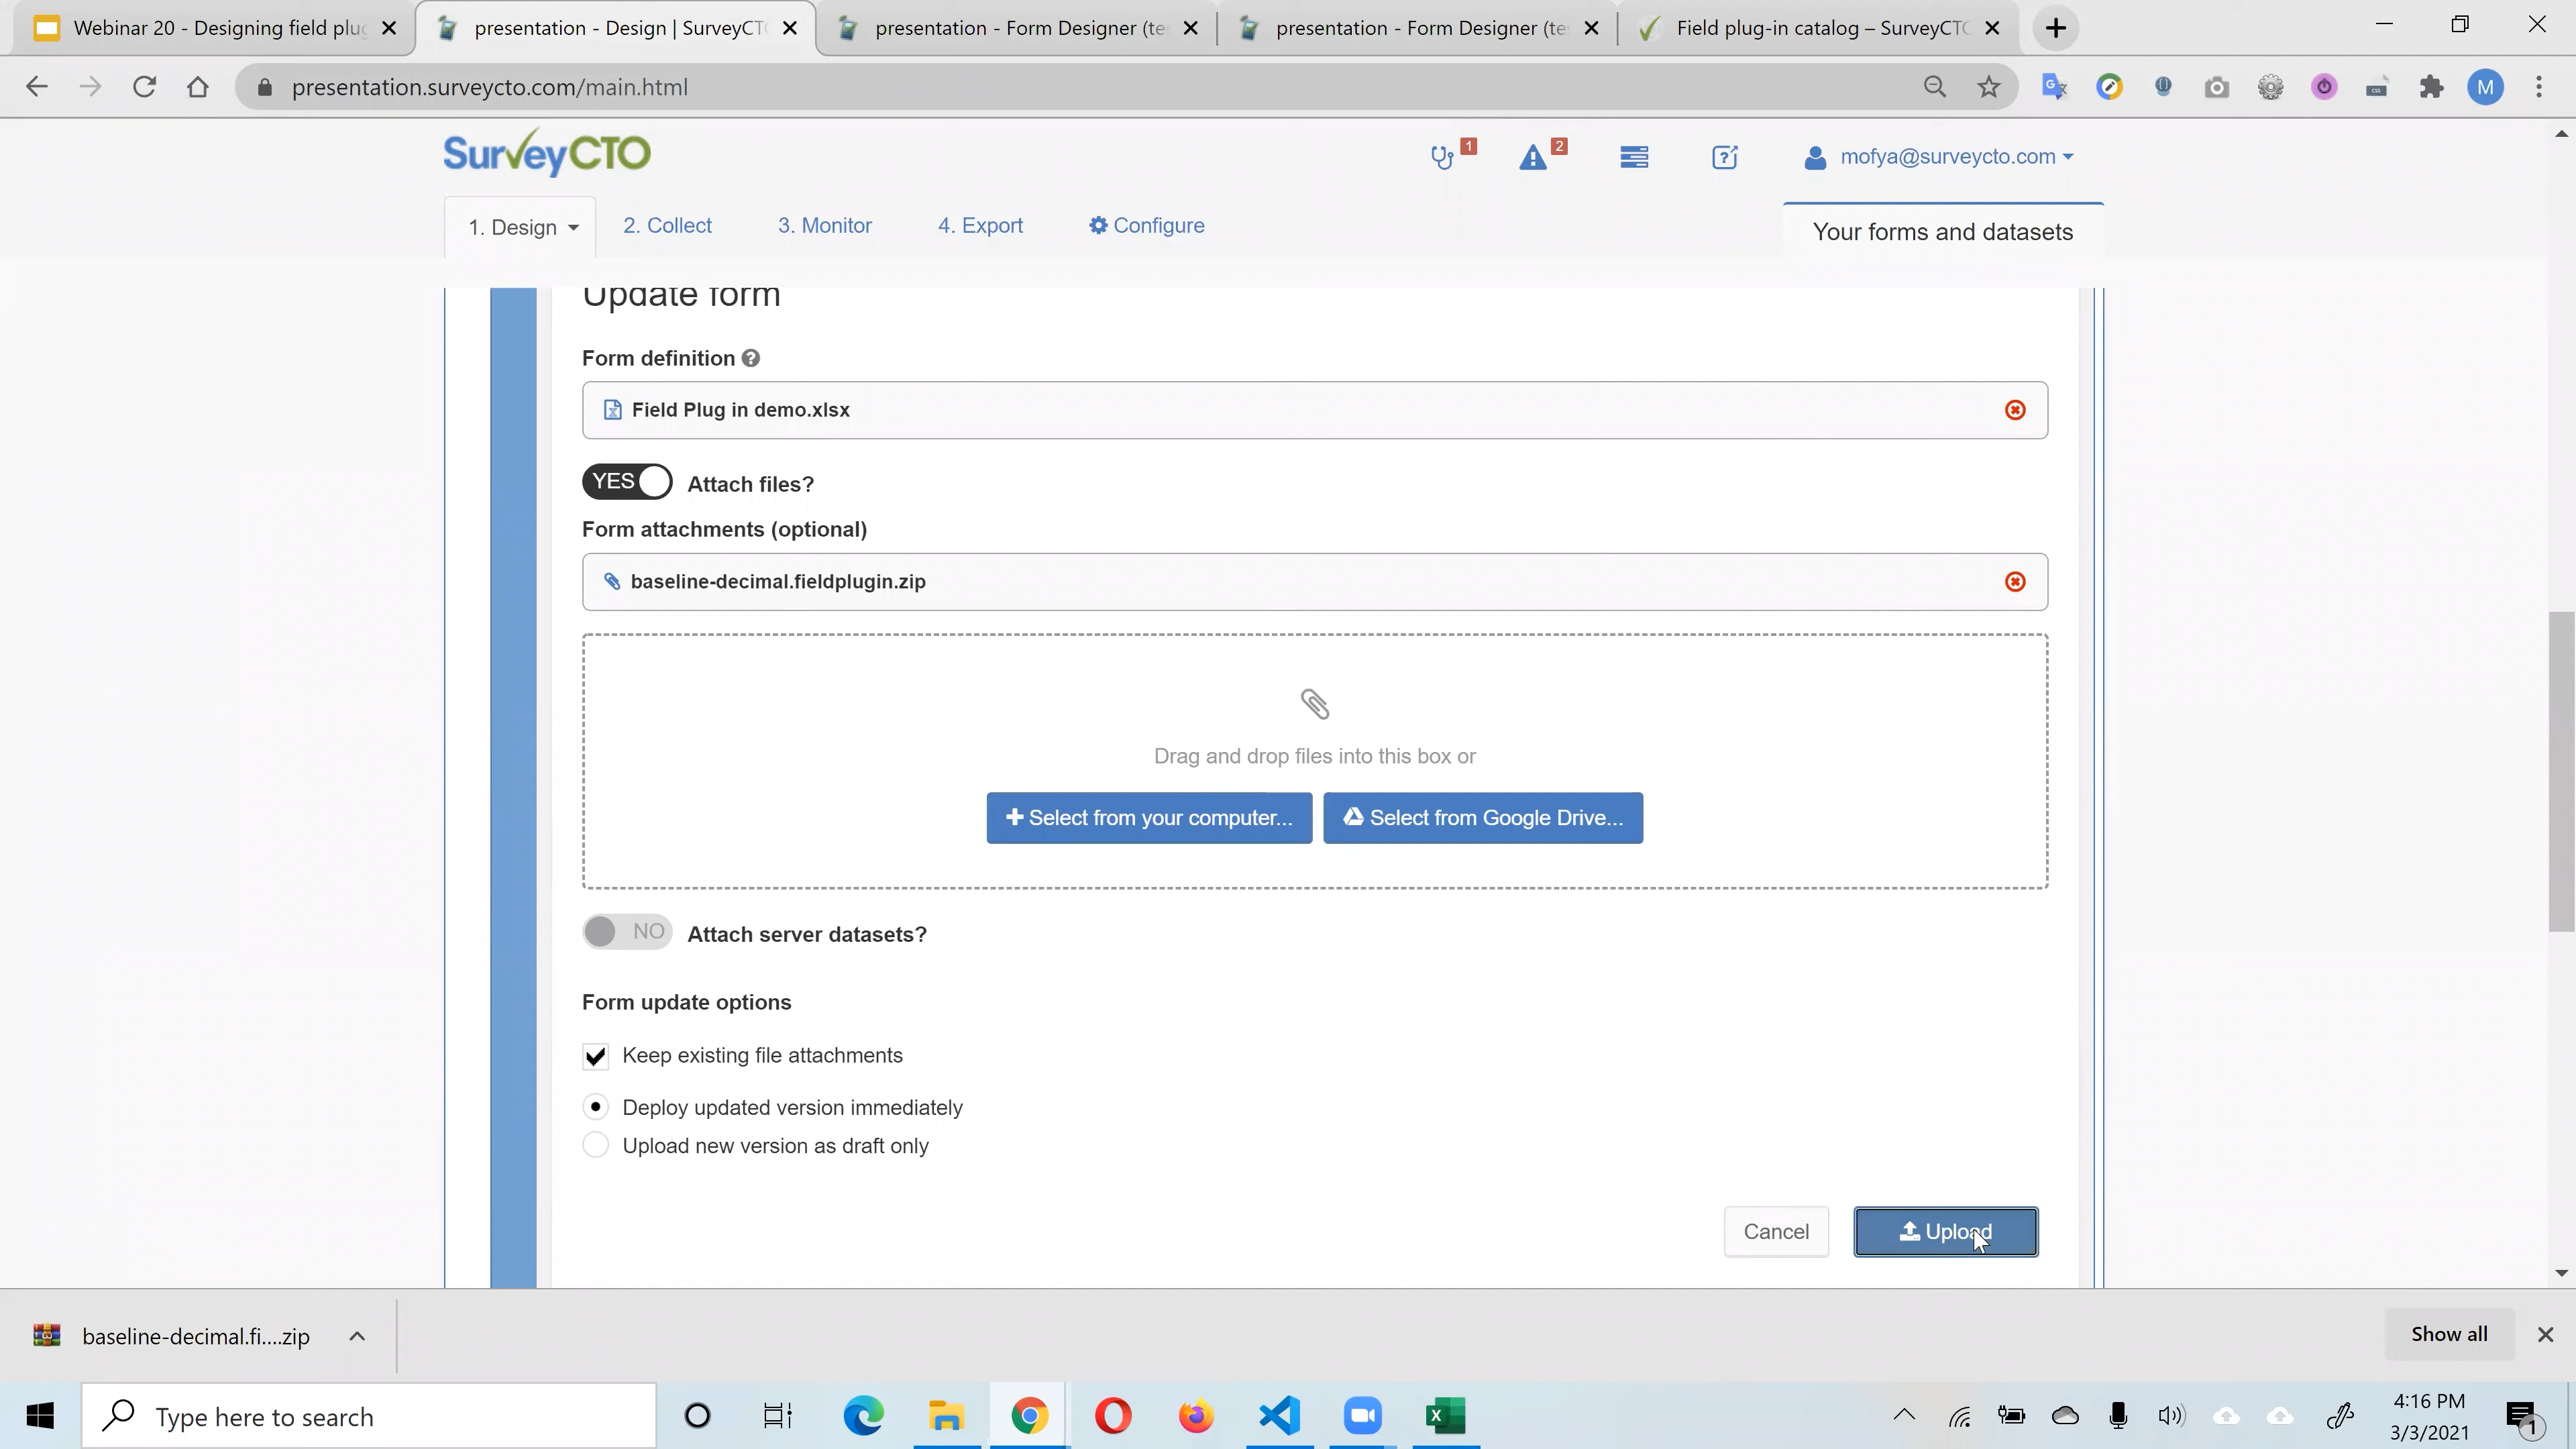 Webinar 20 - Designing field plug
presentation - Design | SurveyCTO
presentation - Form Designer (te
presentation - Form Designer (te
Field plug-in catalog – SurveyCTO
presentation.surveycto.com/main.html
M
SurveyCTO
1
2
mofya@surveycto.com
1. Design
2. Collect
3. Monitor
4. Export
Configure
Your forms and datasets
Update form
Form definition
Field Plug in demo.xlsx
YES
Attach files?
Form attachments (optional)
baseline-decimal.fieldplugin.zip
Drag and drop files into this box or
Select from your computer...
Select from Google Drive...
NO
Attach server datasets?
Form update options
Keep existing file attachments
Deploy updated version immediately
Upload new version as draft only
Cancel
Upload
baseline-decimal.fi....zip
Show all
Type here to search
4:16 PM
3/3/2021
1